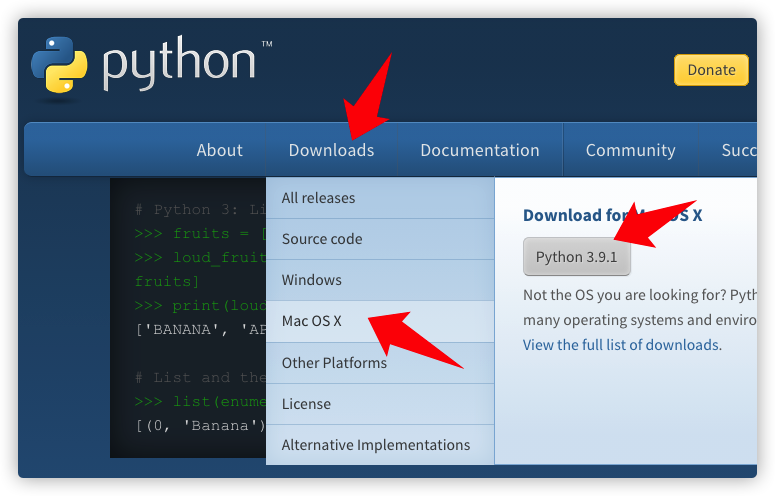 python™
Donate
About Downloads Documentation Community Succ
# Python 3: Li
>>> fruits = [
>>> loud_fruit
fruits]
>>> print(loud
['BANANA', 'AP
# List and the
>>> list(enume
[(0, 'Banana')
All releases
Source code
Windows
Mac OS X
Other Platforms
License
Alternative Implementations
Download for OS X
Python 3.9.1
Not the OS you are looking for? Pyth
many operating systems and enviro
View the full list of downloads.